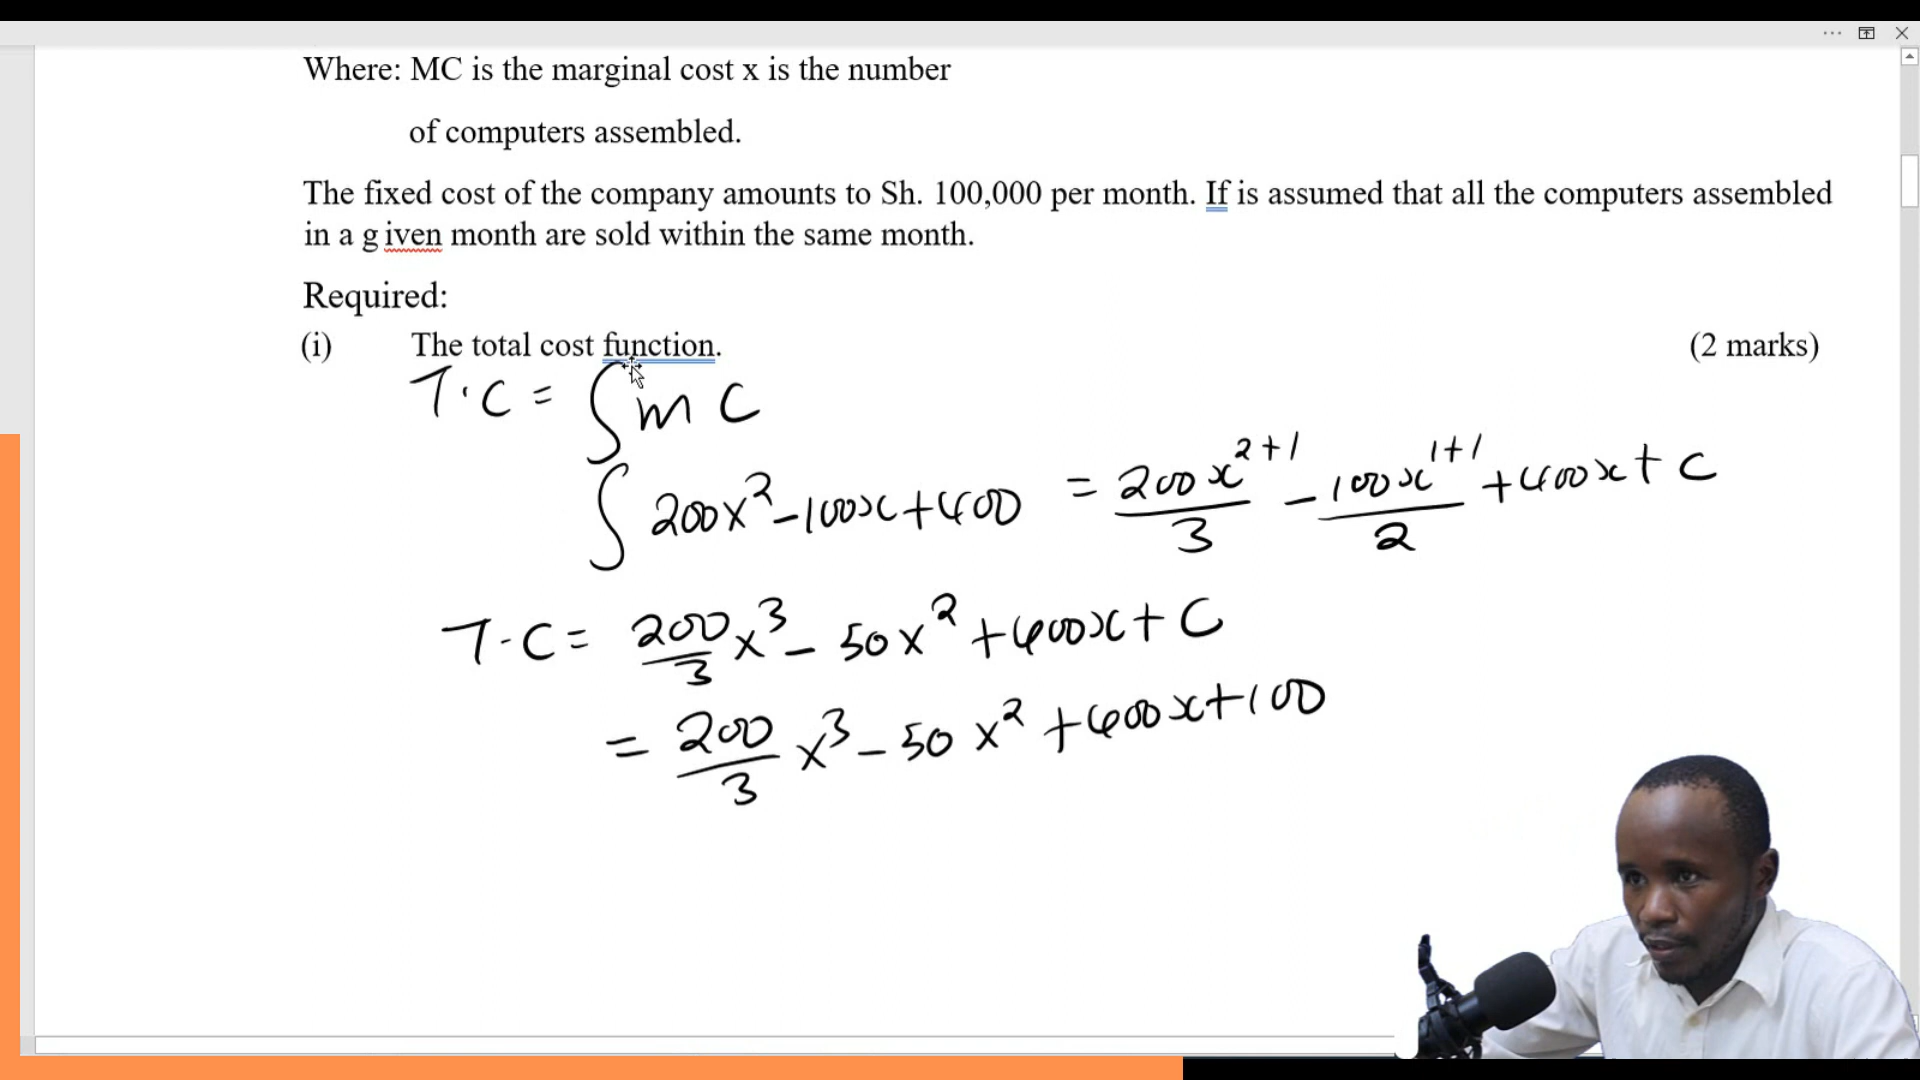 Where: MC is the marginal cost x is the number
of computers assembled.
The fixed cost of the company amounts to Sh. 100,000 per month. If is assumed that all the computers assembled
in a g iven month are sold within the same month.
Required:
(i) The total cost function. (2 marks)
T.C = ∫ m C
∫ 200x² - 100x + 400 = 200x^2+1/3 - 100x^1+1/2 + 400x + C
T-C = 200/3 x³ - 50x² + 400x + C
= 200/3 x³ - 50x² + 400x + 100